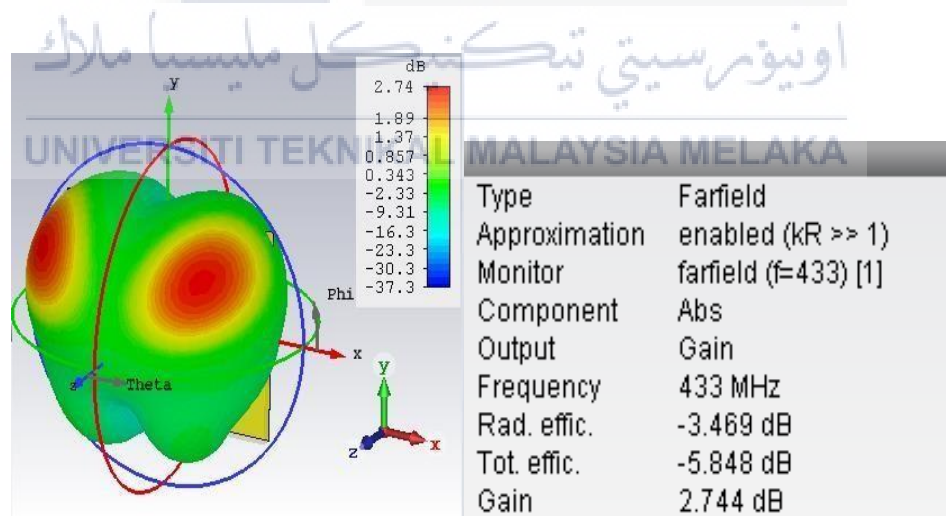 اونيۏرسيتي تيكنيكل مليسيا ملاك
UNIVERSITI TEKNIKAL MALAYSIA MELAKA
dB
2.74
1.89
1.37
0.857
0.343
-2.33
-9.31
-16.3
-23.3
-30.3
-37.3
y
Phi
x
z
Theta
y
x
z
Type Farfield
Approximation enabled (kR >> 1)
Monitor farfield (f=433) [1]
Component Abs
Output Gain
Frequency 433 MHz
Rad. effic. -3.469 dB
Tot. effic. -5.848 dB
Gain 2.744 dB